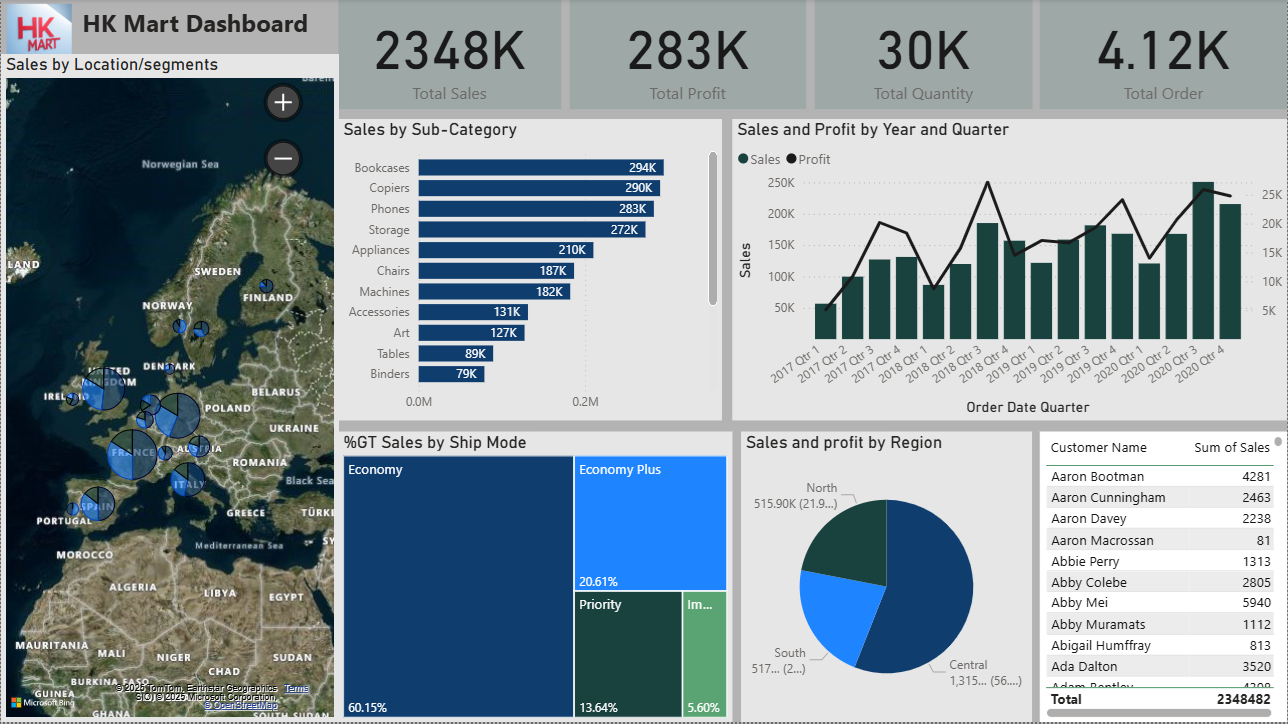 HK
MART
HK Mart Dashboard
2348K
Total Sales
283K
Total Profit
30K
Total Quantity
4.12K
Total Order
Sales by Location/segments
Norwegian Sea
LAND
SWEDEN
FINLAND
NORWAY
DENMARK
UNITED
KINGDOM
IRELAND
BELARUS
POLAND
UKRAINE
FRANCE
AUSTRIA
ROMANIA
ITALY
Black Sea
SPAIN
PORTUGAL
GREECE
TÜRKI
Mediterranean Sea
SY
MOROCCO
ALGERIA
LIBYA
EGYPT
MAURITANIA
MALI
NIGER
SUDAN
CHAD
BURKINA FASO
GUINEA
GHANA
SOUTH SUDAN
© 2025 TomTom, Earthstar Geographics
SIO, © 2025 Microsoft Corporation,
© OpenStreetMap
Terms
Microsoft Bing
Sales by Sub-Category
Bookcases 294K
Copiers 290K
Phones 283K
Storage 272K
Appliances 210K
Chairs 187K
Machines 182K
Accessories 131K
Art 127K
Tables 89K
Binders 79K
0.0M 0.2M
Sales and Profit by Year and Quarter
Sales Profit
250K
200K
150K
100K
50K
Sales
25K
20K
15K
10K
5K
2017 Qtr 1
2017 Qtr 2
2017 Qtr 3
2017 Qtr 4
2018 Qtr 1
2018 Qtr 2
2018 Qtr 3
2018 Qtr 4
2019 Qtr 1
2019 Qtr 2
2019 Qtr 3
2019 Qtr 4
2020 Qtr 1
2020 Qtr 2
2020 Qtr 3
2020 Qtr 4
Order Date Quarter
%GT Sales by Ship Mode
Economy
60.15%
Economy Plus
20.61%
Priority
13.64%
Im...
5.60%
Sales and profit by Region
North
515.90K (21.9...)
South
517... (2...)
Central
1,315... (56....)
Customer Name Sum of Sales
Aaron Bootman 4281
Aaron Cunningham 2463
Aaron Davey 2238
Aaron Macrossan 81
Abbie Perry 1313
Abby Colebe 2805
Abby Mei 5940
Abby Muramats 1112
Abigail Humffray 813
Ada Dalton 3520
Adam Bentley
Total 2348482